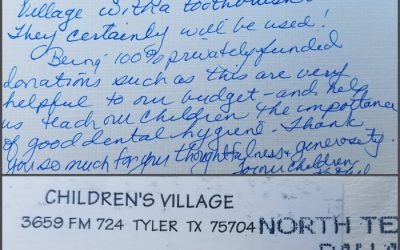 Village with a toothbrush
They certainly will be used!
Being 100% privately funded
donations such as this are very
helpful to our budget - and help
us teach our children the importance
of good dental hygiene - Thank
you so much for your thoughtfulness + generosity.
children
CHILDREN'S VILLAGE
3659 FM 724 TYLER TX 75704
NORTH TE